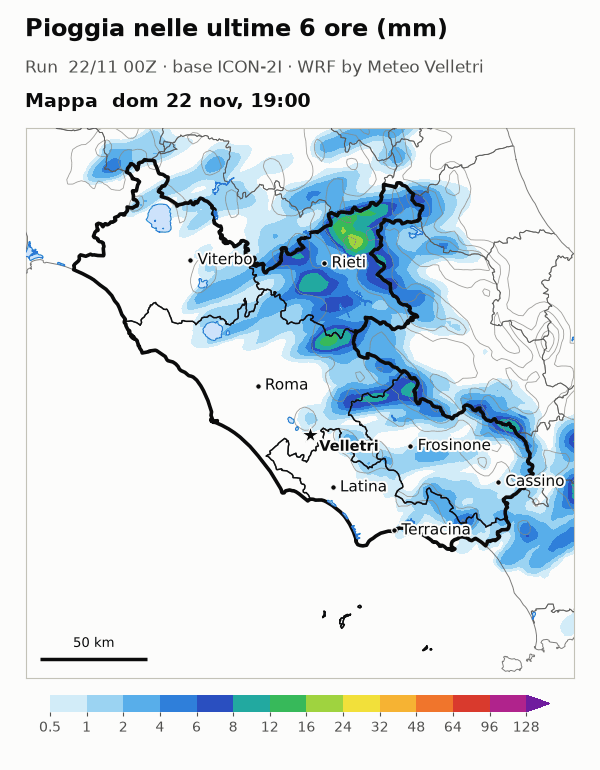 Pioggia nelle ultime 6 ore (mm)
Run  22/11 00Z · base ICON-2I · WRF by Meteo Velletri
Mappa  dom 22 nov, 19:00
Viterbo
Rieti
Roma
Velletri
Frosinone
Cassino
Latina
Terracina
50 km
0.5 1 2 4 6 8 12 16 24 32 48 64 96 128